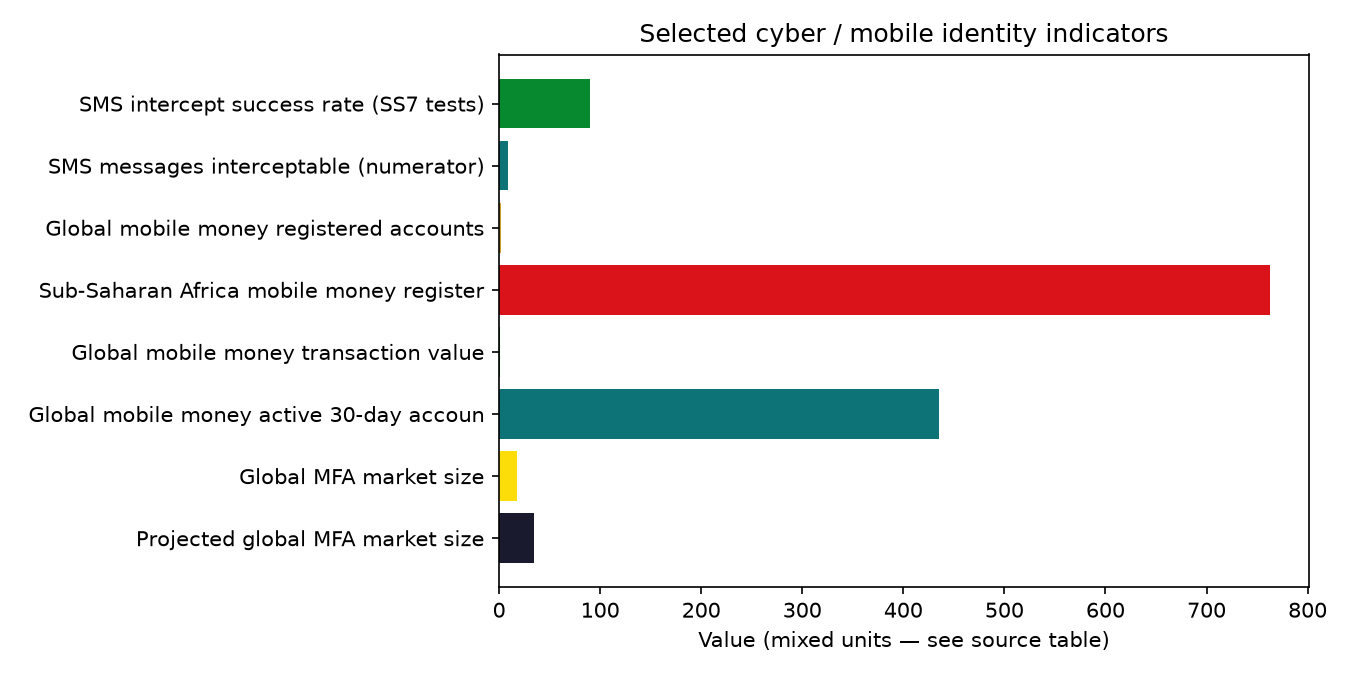 Selected cyber / mobile identity indicators
SMS intercept success rate (SS7 tests)
SMS messages interceptable (numerator)
Global mobile money registered accounts
Sub-Saharan Africa mobile money register
Global mobile money transaction value
Global mobile money active 30-day accoun
Global MFA market size
Projected global MFA market size
0 100 200 300 400 500 600 700 800
Value (mixed units — see source table)